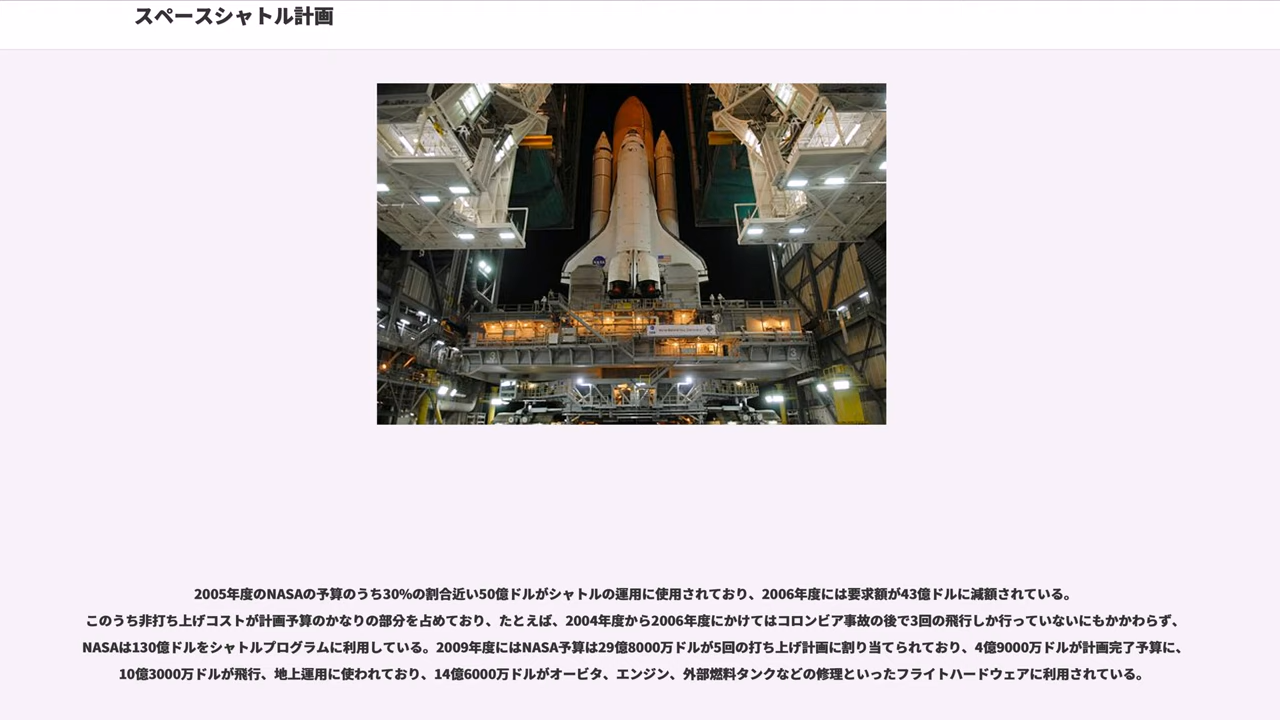 スペースシャトル計画
2005年度のNASAの予算のうち30%の割合近い50億ドルがシャトルの運用に使用されており、2006年度には要求額が43億ドルに減額されている。
このうち非打ち上げコストが計画予算のかなりの部分を占めており、たとえば、2004年度から2006年度にかけてはコロンビア事故の後で3回の飛行しか行っていないにもかかわらず、
NASAは130億ドルをシャトルプログラムに利用している。2009年度にはNASA予算は29億8000万ドルが5回の打ち上げ計画に割り当てられており、4億9000万ドルが計画完了予算に、
10億3000万ドルが飛行、地上運用に使われており、14億6000万ドルがオービタ、エンジン、外部燃料タンクなどの修理といったフライトハードウェアに利用されている。